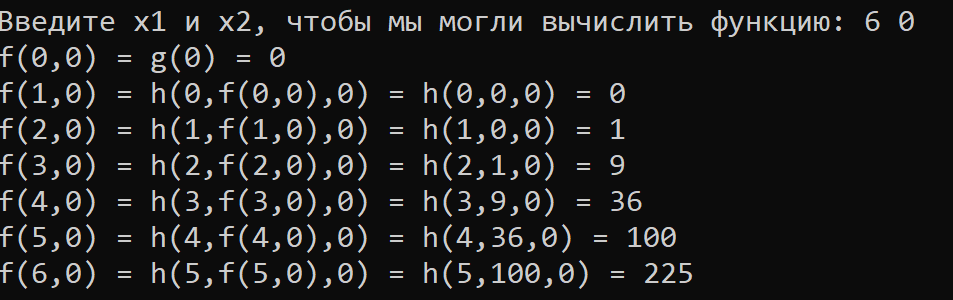 Введите x1 и x2, чтобы мы могли вычислить функцию: 6 0
f(0,0) = g(0) = 0
f(1,0) = h(0,f(0,0),0) = h(0,0,0) = 0
f(2,0) = h(1,f(1,0),0) = h(1,0,0) = 1
f(3,0) = h(2,f(2,0),0) = h(2,1,0) = 9
f(4,0) = h(3,f(3,0),0) = h(3,9,0) = 36
f(5,0) = h(4,f(4,0),0) = h(4,36,0) = 100
f(6,0) = h(5,f(5,0),0) = h(5,100,0) = 225